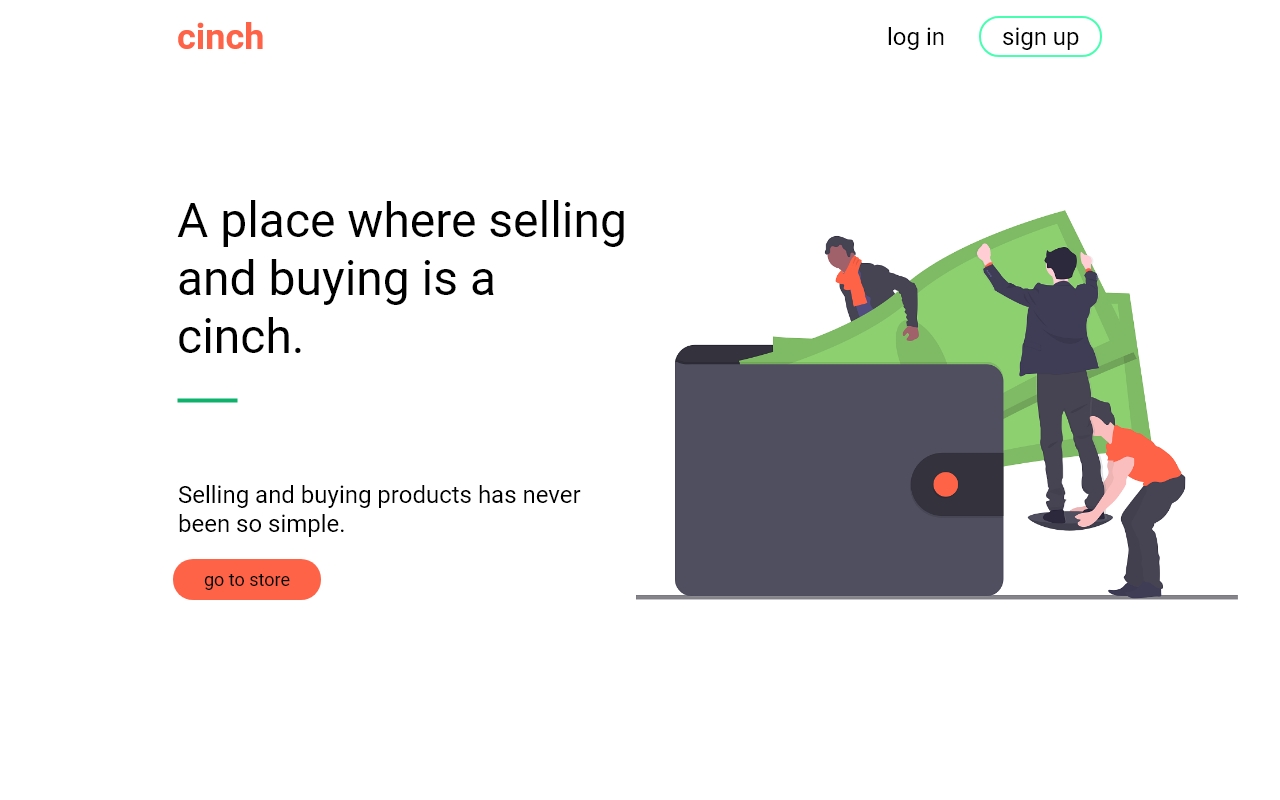 cinch
log in
sign up
A place where selling
and buying is a
cinch.
Selling and buying products has never
been so simple.
go to store